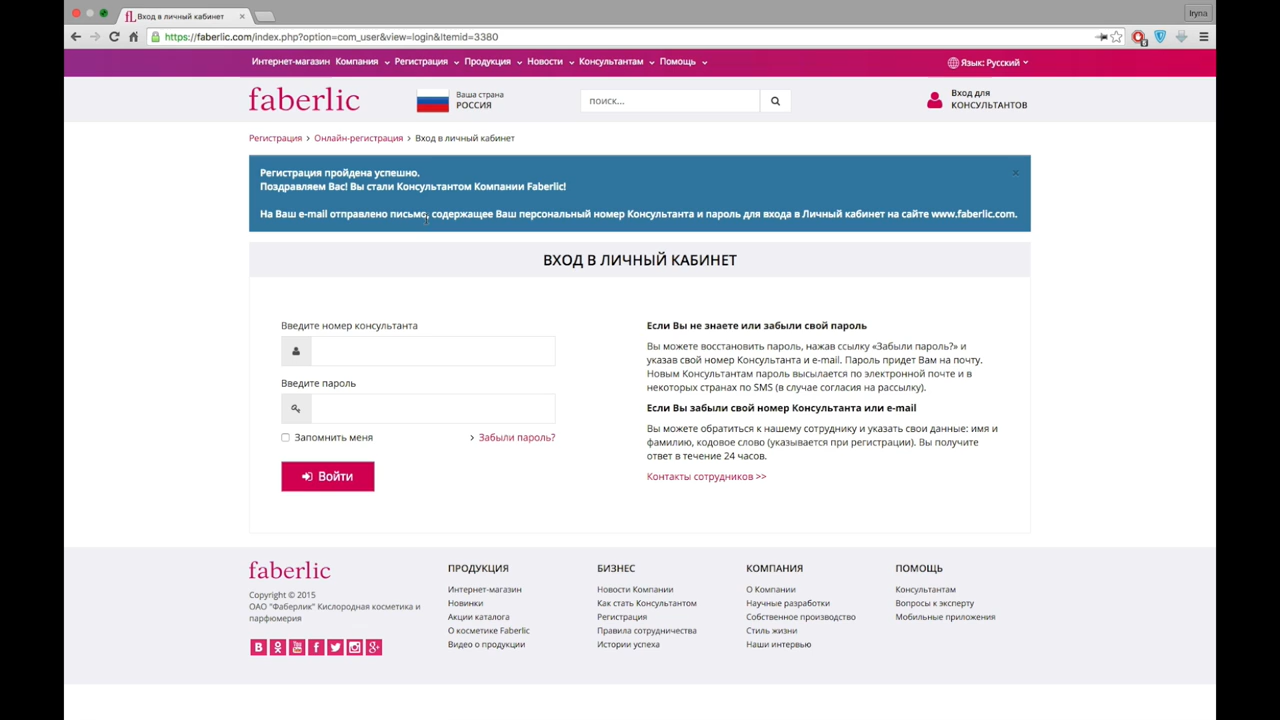 Вход в личный кабинет
Iryna
https://faberlic.com/index.php?option=com_user&view=login&Itemid=3380
Интернет-магазин Компания Регистрация Продукция Новости Консультантам Помощь Язык: Русский
faberlic
Ваша страна
РОССИЯ
поиск...
Вход для
КОНСУЛЬТАНТОВ
Регистрация > Онлайн-регистрация > Вход в личный кабинет
Регистрация пройдена успешно.
Поздравляем Вас! Вы стали Консультантом Компании Faberlic!
На Ваш e-mail отправлено письмо, содержащее Ваш персональный номер Консультанта и пароль для входа в Личный кабинет на сайте www.faberlic.com.
ВХОД В ЛИЧНЫЙ КАБИНЕТ
Введите номер консультанта
Введите пароль
Запомнить меня
> Забыли пароль?
Войти
Если Вы не знаете или забыли свой пароль
Вы можете восстановить пароль, нажав ссылку «Забыли пароль?» и
указав свой номер Консультанта и e-mail. Пароль придет Вам на почту.
Новым Консультантам пароль высылается по электронной почте и в
некоторых странах по SMS (в случае согласия на рассылку).
Если Вы забыли свой номер Консультанта или e-mail
Вы можете обратиться к нашему сотруднику и указать свои данные: имя и
фамилию, кодовое слово (указывается при регистрации). Вы получите
ответ в течение 24 часов.
Контакты сотрудников >>
faberlic
Copyright © 2015
ОАО "Фаберлик" Кислородная косметика и
парфюмерия
ПРОДУКЦИЯ
Интернет-магазин
Новинки
Акции каталога
О косметике Faberlic
Видео о продукции
БИЗНЕС
Новости Компании
Как стать Консультантом
Регистрация
Правила сотрудничества
Истории успеха
КОМПАНИЯ
О Компании
Научные разработки
Собственное производство
Стиль жизни
Наши интервью
ПОМОЩЬ
Консультантам
Вопросы к эксперту
Мобильные приложения